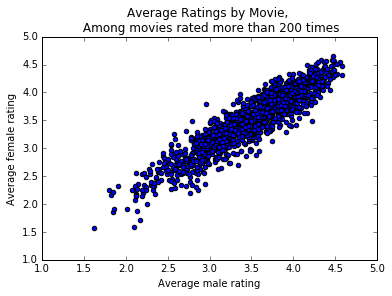 Average Ratings by Movie,
Among movies rated more than 200 times
5.0
4.5
4.0
3.5
3.0
2.5
2.0
1.5
1.0
Average female rating
1.0 1.5 2.0 2.5 3.0 3.5 4.0 4.5 5.0
Average male rating